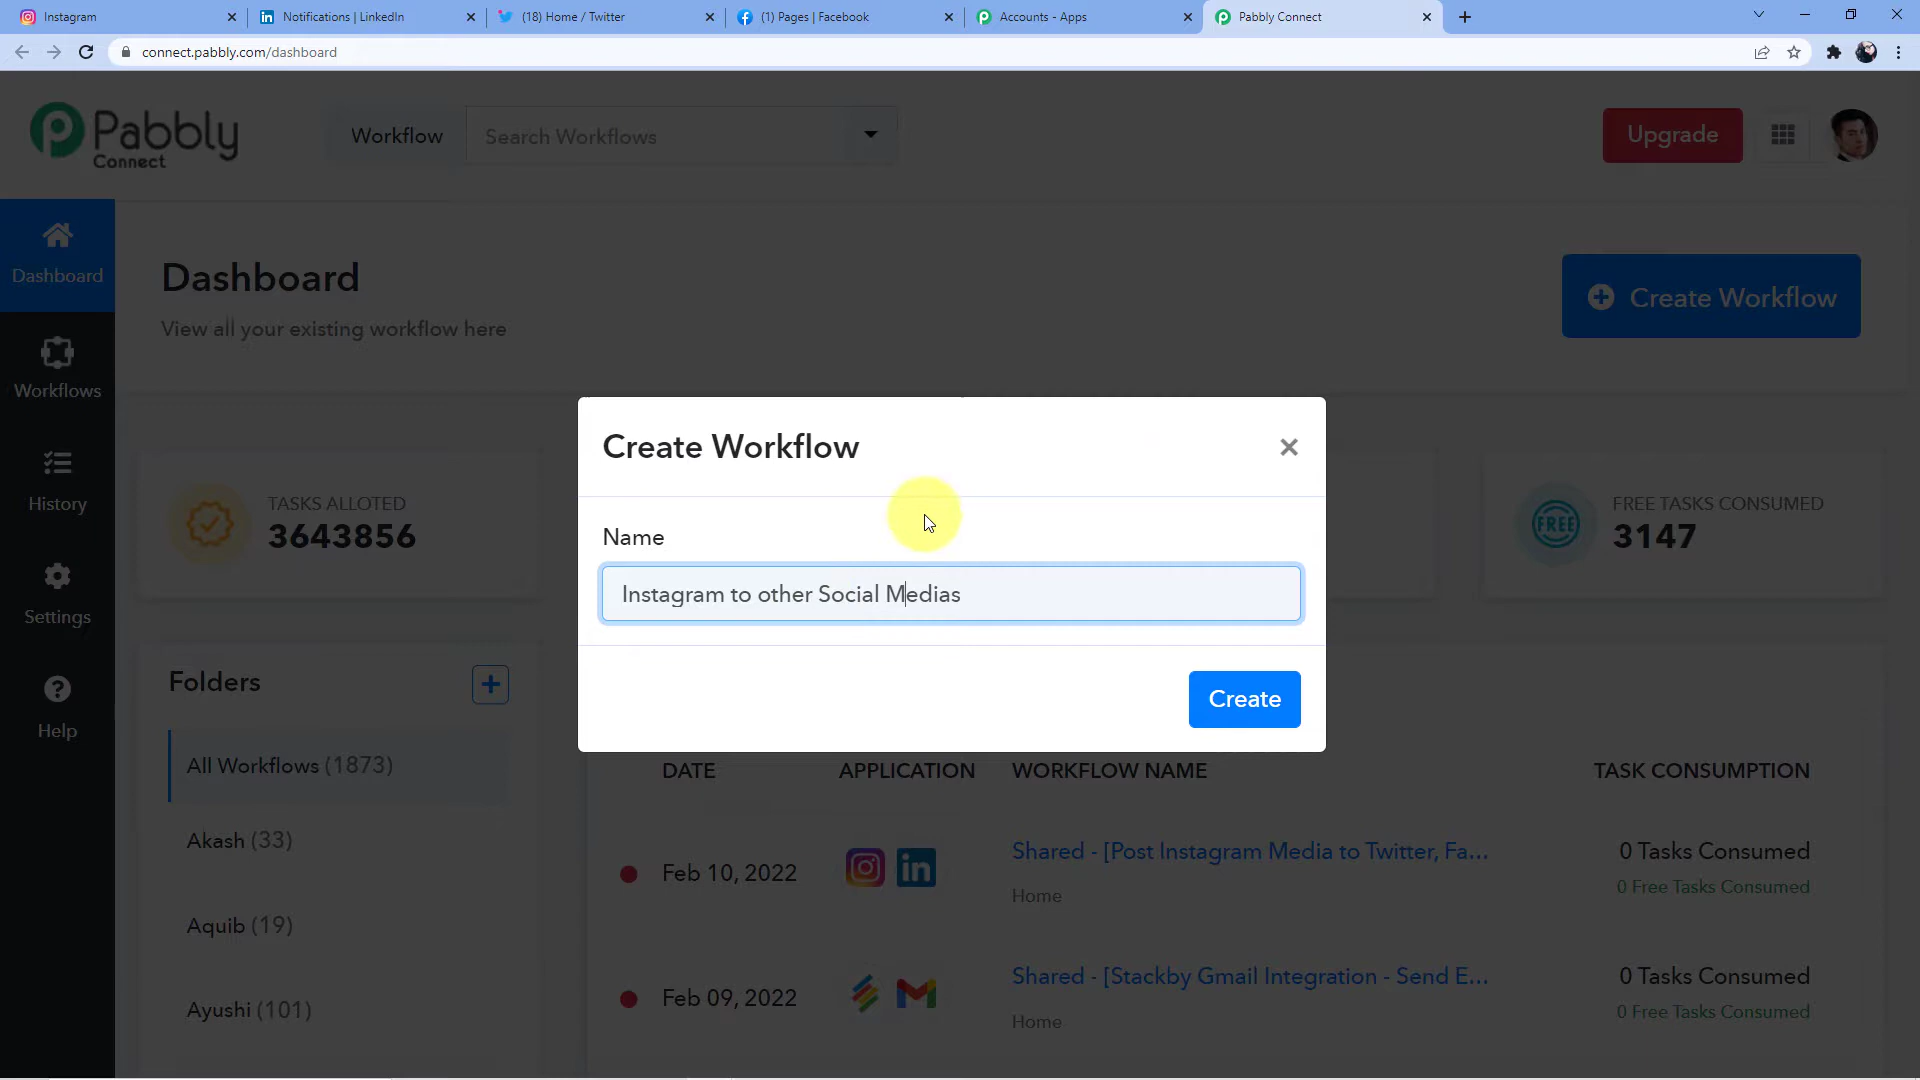 Instagram
Notifications | LinkedIn
(18) Home / Twitter
(1) Pages | Facebook
Accounts - Apps
Pabbly Connect
connect.pabbly.com/dashboard
Pabbly
Connect
Workflow
Search Workflows
Upgrade
Dashboard
Workflows
History
Settings
Help
Dashboard
View all your existing workflow here
Create Workflow
TASKS ALLOTED
3643856
FREE
FREE TASKS CONSUMED
3147
Create Workflow
Name
Instagram to other Social Medias
Create
Folders
All Workflows (1873)
Akash (33)
Aquib (19)
Ayushi (101)
DATE APPLICATION WORKFLOW NAME TASK CONSUMPTION
Feb 10, 2022 Shared - [Post Instagram Media to Twitter, Fa... 0 Tasks Consumed
Home 0 Free Tasks Consumed
Feb 09, 2022 Shared - [Stackby Gmail Integration - Send E... 0 Tasks Consumed
Home 0 Free Tasks Consumed